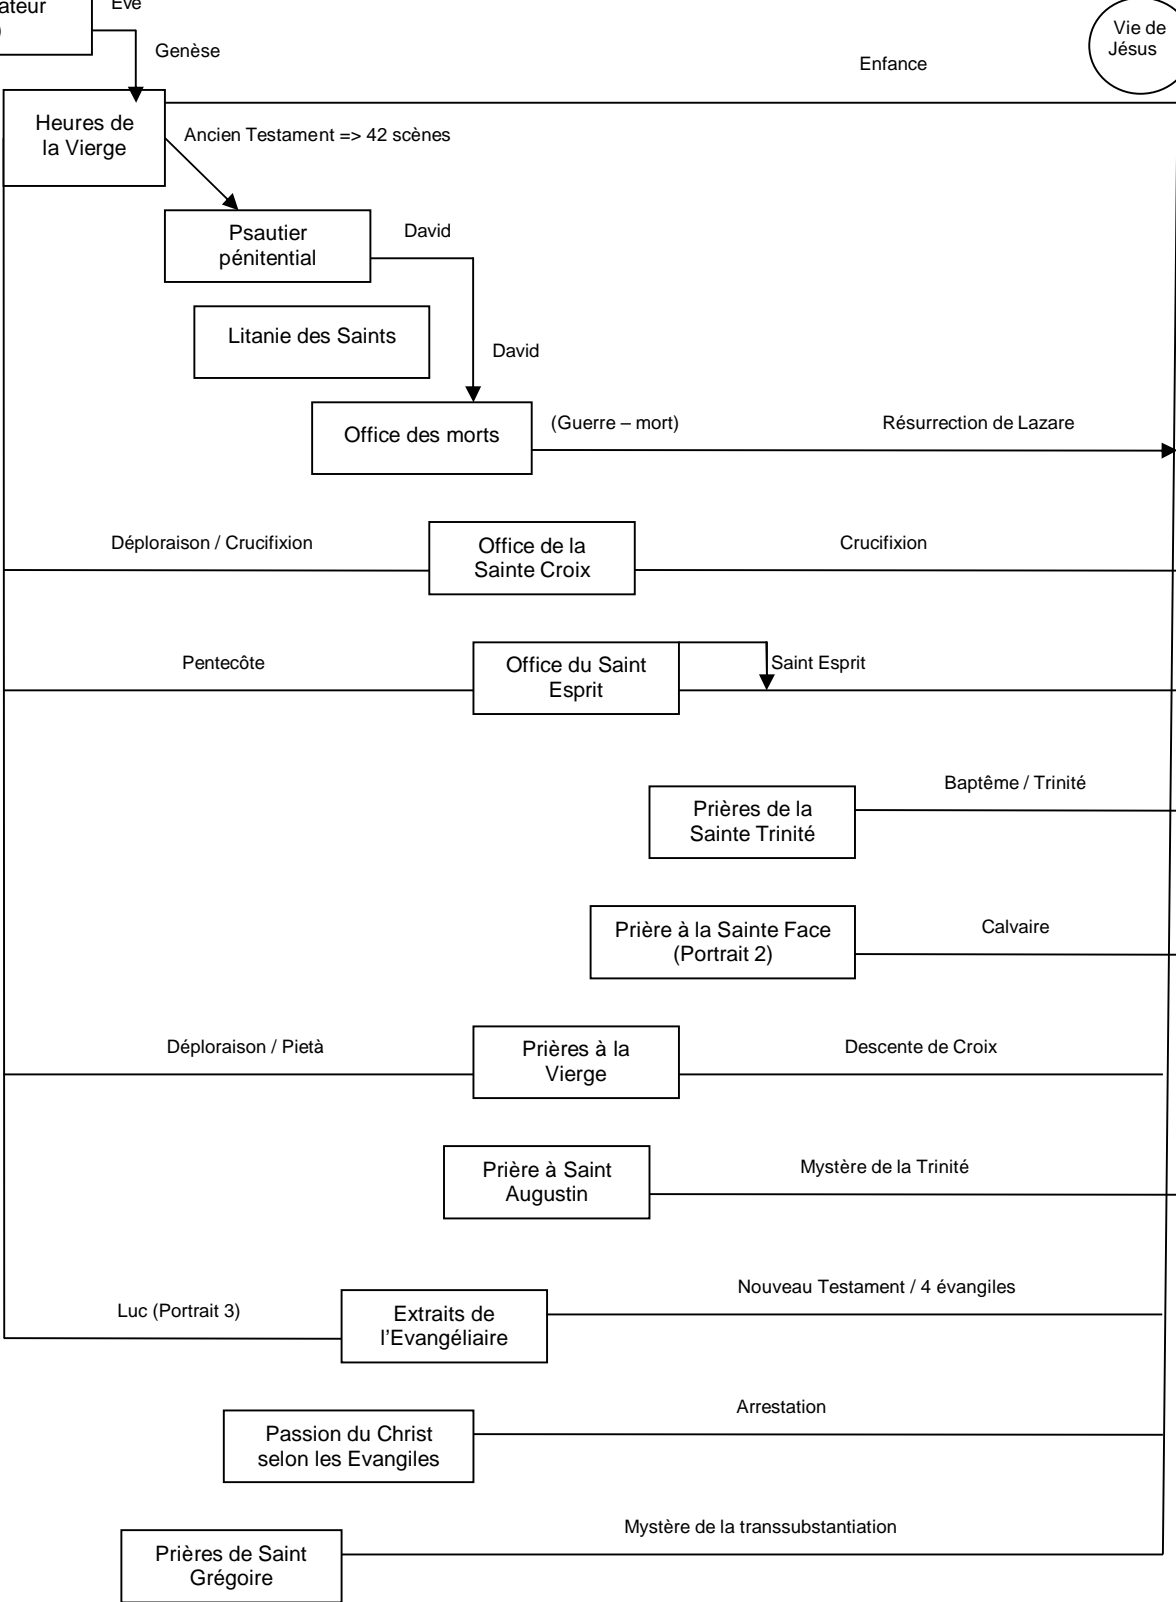 ateur
Eve
)
Vie de
Jésus
Genèse
Enfance
Heures de
la Vierge
Ancien Testament => 42 scènes
Psautier
pénitential
David
Litanie des Saints
David
Office des morts
(Guerre – mort)
Résurrection de Lazare
Déploraison / Crucifixion
Office de la
Sainte Croix
Crucifixion
Pentecôte
Office du Saint
Esprit
Saint Esprit
Prières de la
Sainte Trinité
Baptême / Trinité
Prière à la Sainte Face
(Portrait 2)
Calvaire
Déploraison / Pietà
Prières à la
Vierge
Descente de Croix
Prière à Saint
Augustin
Mystère de la Trinité
Luc (Portrait 3)
Extraits de
l'Evangéliaire
Nouveau Testament / 4 évangiles
Passion du Christ
selon les Evangiles
Arrestation
Prières de Saint
Grégoire
Mystère de la transsubstantiation